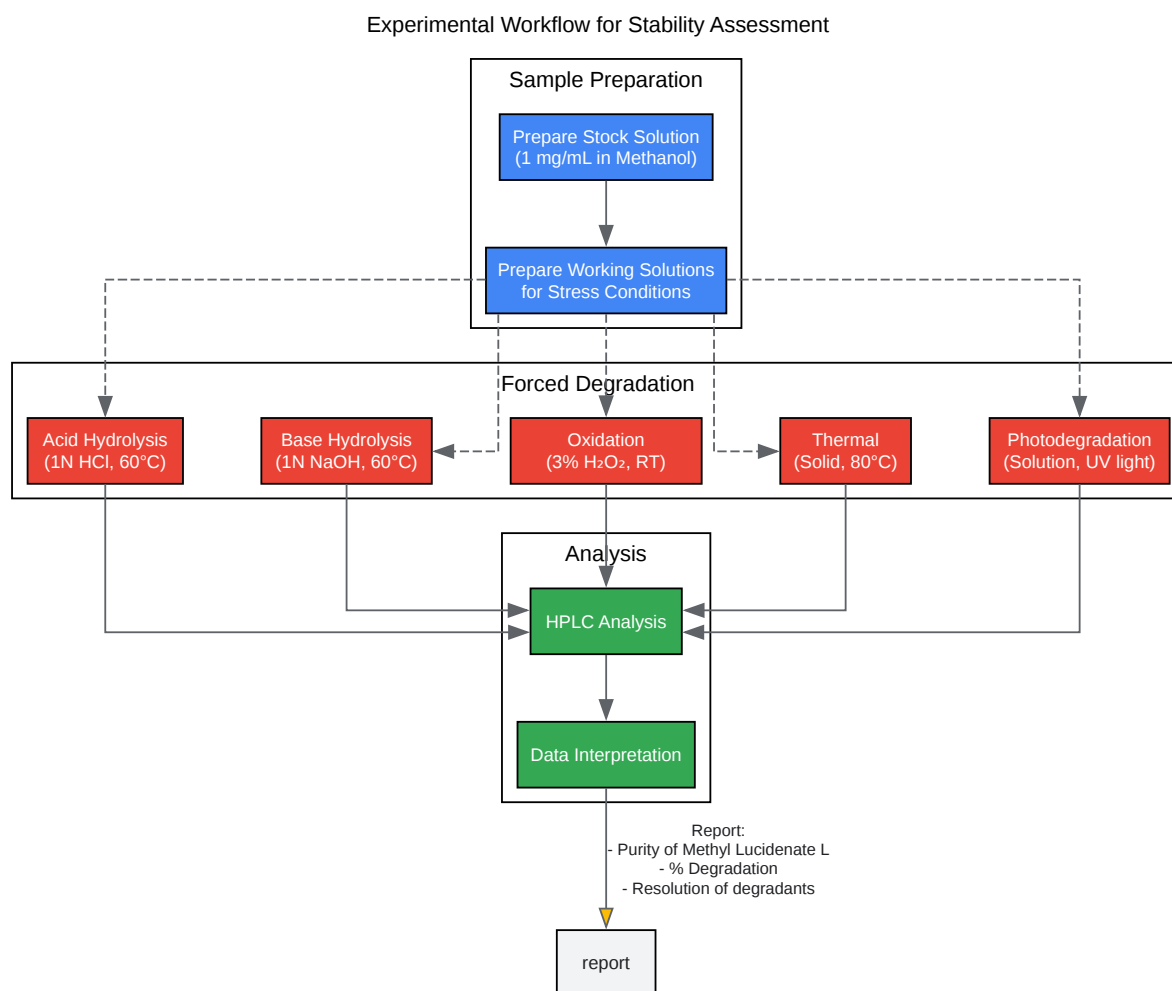 Experimental Workflow for Stability Assessment
Sample Preparation
Prepare Stock Solution
(1 mg/mL in Methanol)
Prepare Working Solutions
for Stress Conditions
Forced Degradation
Acid Hydrolysis
(1N HCl, 60°C)
Base Hydrolysis
(1N NaOH, 60°C)
Oxidation
(3% H₂O₂, RT)
Thermal
(Solid, 80°C)
Photodegradation
(Solution, UV light)
Analysis
HPLC Analysis
Data Interpretation
Report:
- Purity of Methyl Lucidenate L
- % Degradation
- Resolution of degradants
report